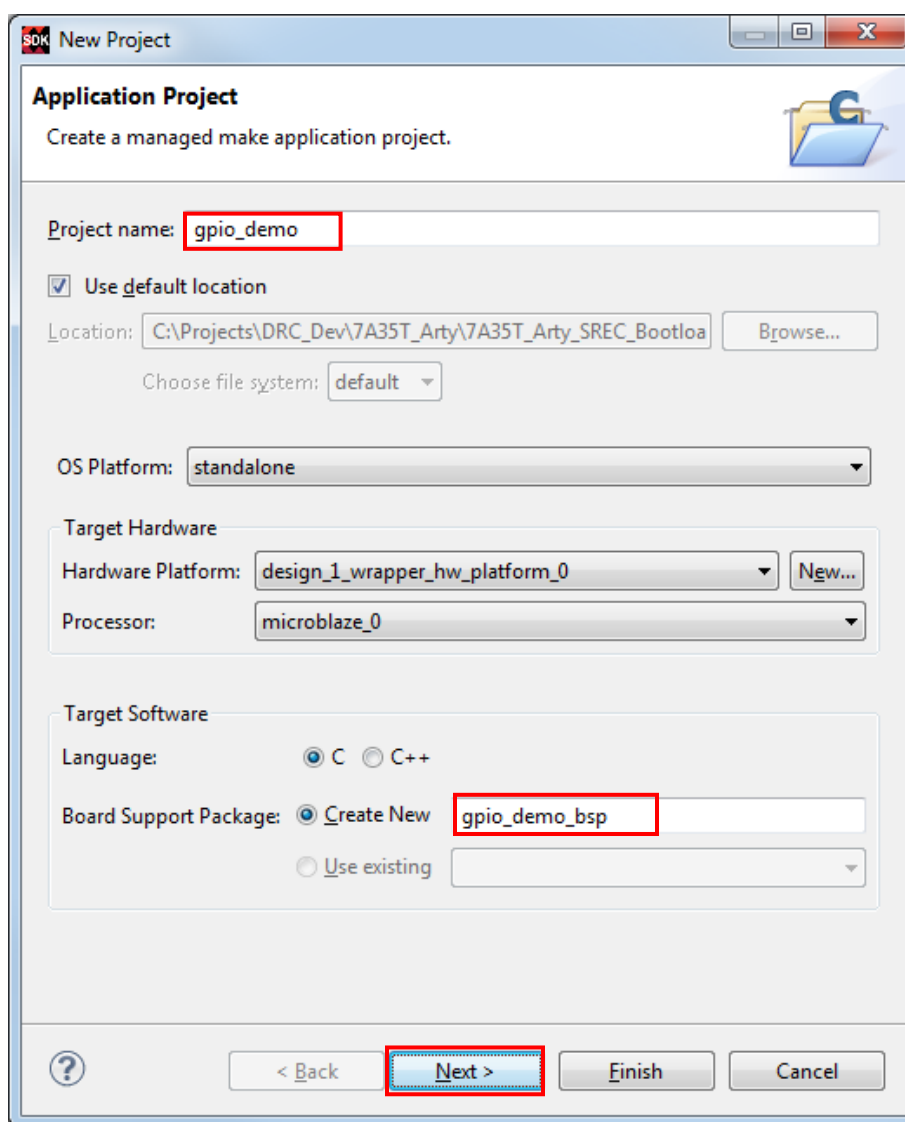 SDK New Project
Application Project
Create a managed make application project.
Project name: gpio_demo
Use default location
Location: C:\Projects\DRC_Dev\7A35T_Arty\7A35T_Arty_SREC_Bootloa Browse...
Choose file system: default
OS Platform: standalone
Target Hardware
Hardware Platform: design_1_wrapper_hw_platform_0 New...
Processor: microblaze_0
Target Software
Language: C C++
Board Support Package: Create New gpio_demo_bsp
Use existing
? < Back Next > Finish Cancel